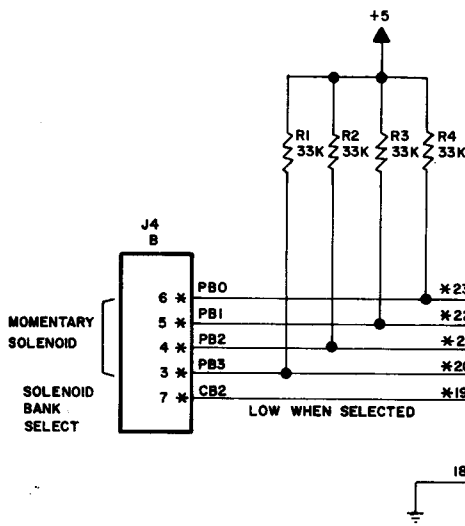 +5
R1 33K
R2 33K
R3 33K
R4 33K
J4
B
6 * PB0
*23
MOMENTARY SOLENOID
5 * PB1
*22
4 * PB2
3 * PB3
*20
SOLENOID BANK SELECT
7 * CB2
LOW WHEN SELECTED
*19
18